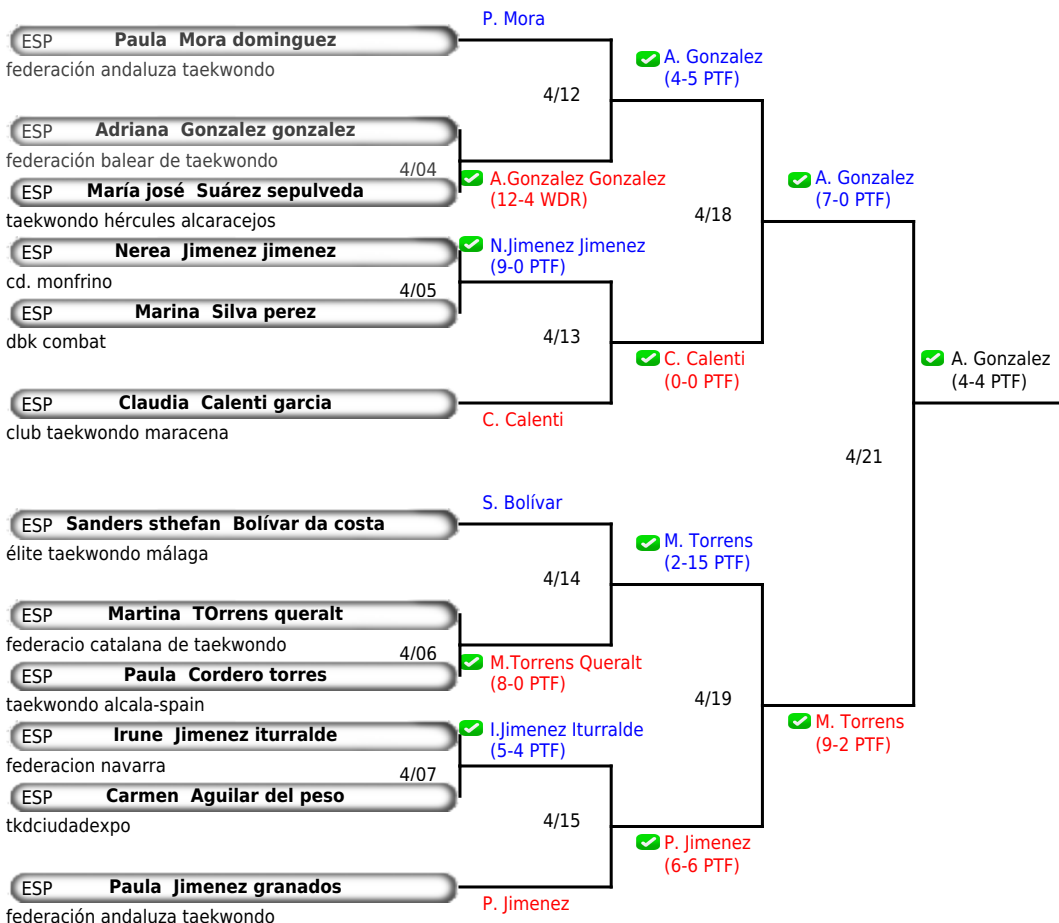 P. Mora
ESP Paula Mora dominguez
federación andaluza taekwondo
A. Gonzalez
(4-5 PTF)
4/12
ESP Adriana Gonzalez gonzalez
federación balear de taekwondo
4/04
A.Gonzalez Gonzalez
(12-4 WDR)
ESP María josé Suárez sepulveda
taekwondo hércules alcaracejos
A. Gonzalez
(7-0 PTF)
4/18
ESP Nerea Jimenez jimenez
cd. monfrino
N.Jimenez Jimenez
(9-0 PTF)
4/05
ESP Marina Silva perez
dbk combat
4/13
C. Calenti
(0-0 PTF)
A. Gonzalez
(4-4 PTF)
ESP Claudia Calenti garcia
club taekwondo maracena
C. Calenti
4/21
S. Bolívar
ESP Sanders sthefan Bolívar da costa
élite taekwondo málaga
M. Torrens
(2-15 PTF)
4/14
ESP Martina TOrrens queralt
federacio catalana de taekwondo
4/06
M.Torrens Queralt
(8-0 PTF)
ESP Paula Cordero torres
taekwondo alcala-spain
4/19
M. Torrens
(9-2 PTF)
ESP Irune Jimenez iturralde
federacion navarra
I.Jimenez Iturralde
(5-4 PTF)
4/07
ESP Carmen Aguilar del peso
tkdciudadexpo
4/15
P. Jimenez
(6-6 PTF)
ESP Paula Jimenez granados
federación andaluza taekwondo
P. Jimenez